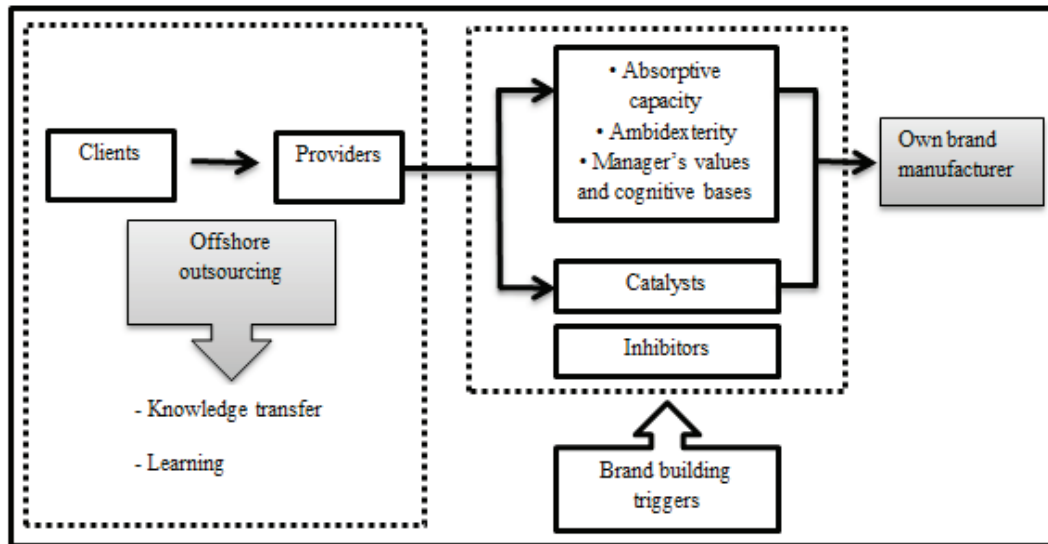 Clients
Providers
Offshore
outsourcing
- Knowledge transfer
- Learning
• Absorptive
capacity
• Ambidexterity
• Manager's values
and cognitive bases
Catalysts
Inhibitors
Brand building
triggers
Own brand
manufacturer